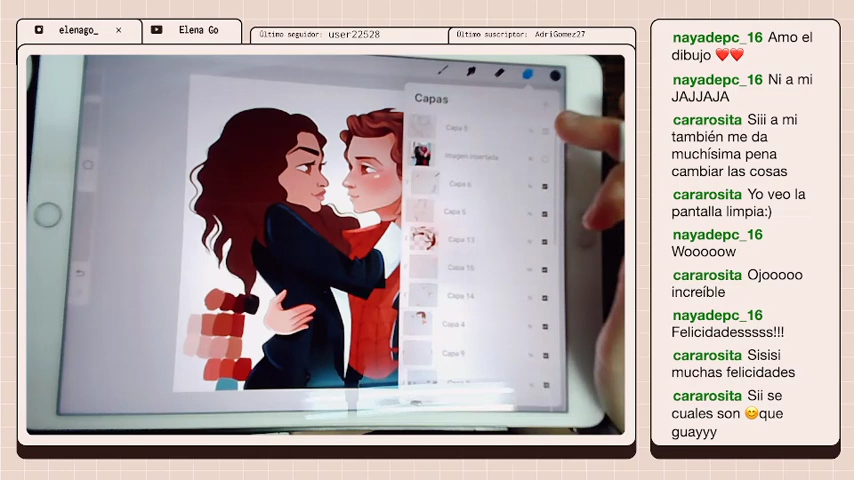 elenago_ ×
Elena Go
Último seguidor: user22528
Último suscriptor: AdriGomez27
Capas
Capa 9
Imagen insertada
Capa 6
Capa 5
Capa 13
Capa 10
Capa 14
Capa 4
Capa 9
nayadepc_16 Amo el
dibujo ❤️❤️
nayadepc_16 Ni a mi
JAJJAJA
cararosita Siii a mi
también me da
muchísima pena
cambiar las cosas
cararosita Yo veo la
pantalla limpia:)
nayadepc_16
Wooooow
cararosita Ojooooo
increíble
nayadepc_16
Felicidadesssss!!!
cararosita Sisisi
muchas felicidades
cararosita Sii se
cuales son 😊que
guayyy